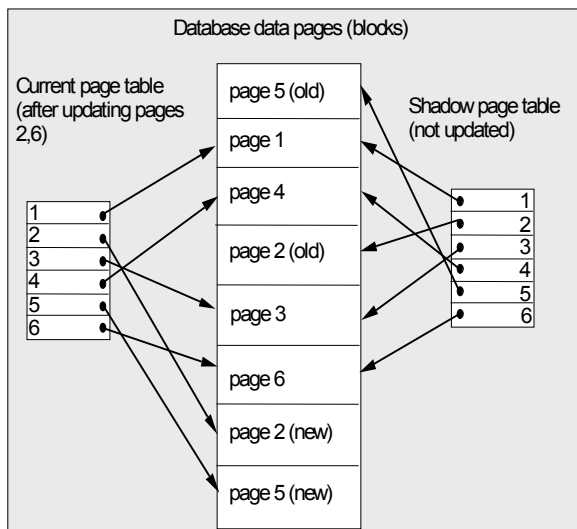 Database data pages (blocks)
Current page table
(after updating pages
2,6)
page 5 (old)
page 1
page 4
page 2 (old)
page 3
page 6
page 2 (new)
page 5 (new)
Shadow page table
(not updated)
1
2
3
4
5
6
1
2
3
4
5
6